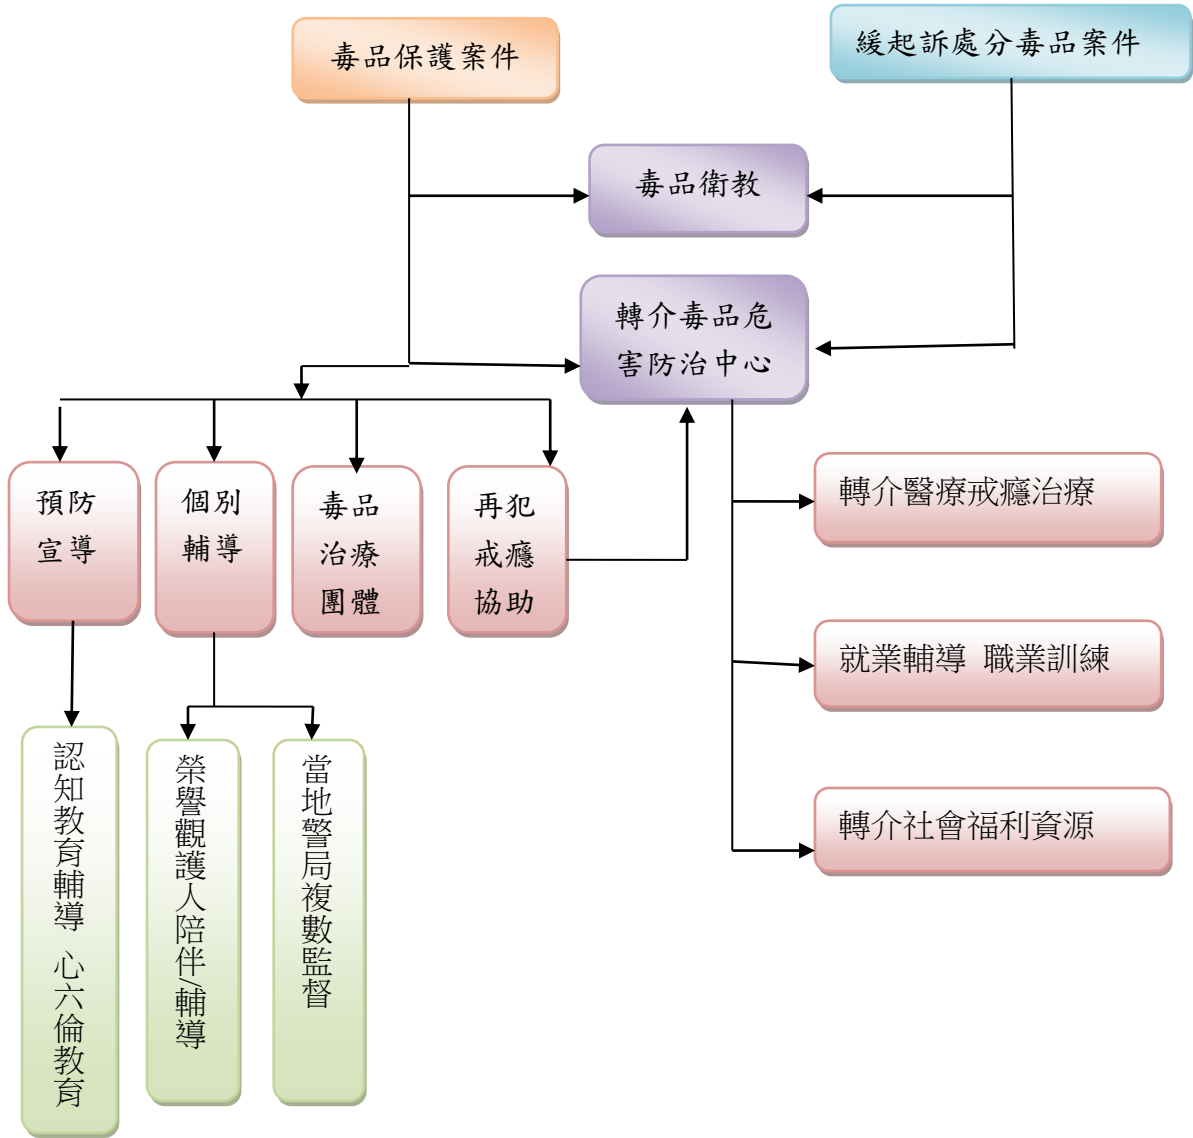 毒品保護案件
緩起訴處分毒品案件
毒品衛教
轉介毒品危
害防治中心
預防
宣導
個別
輔導
毒品
治療
團體
再犯
戒癮
協助
轉介醫療戒癮治療
就業輔導 職業訓練
轉介社會福利資源
認知教育輔導 心六倫教育
榮譽觀護人陪伴/輔導
當地警局複數監督